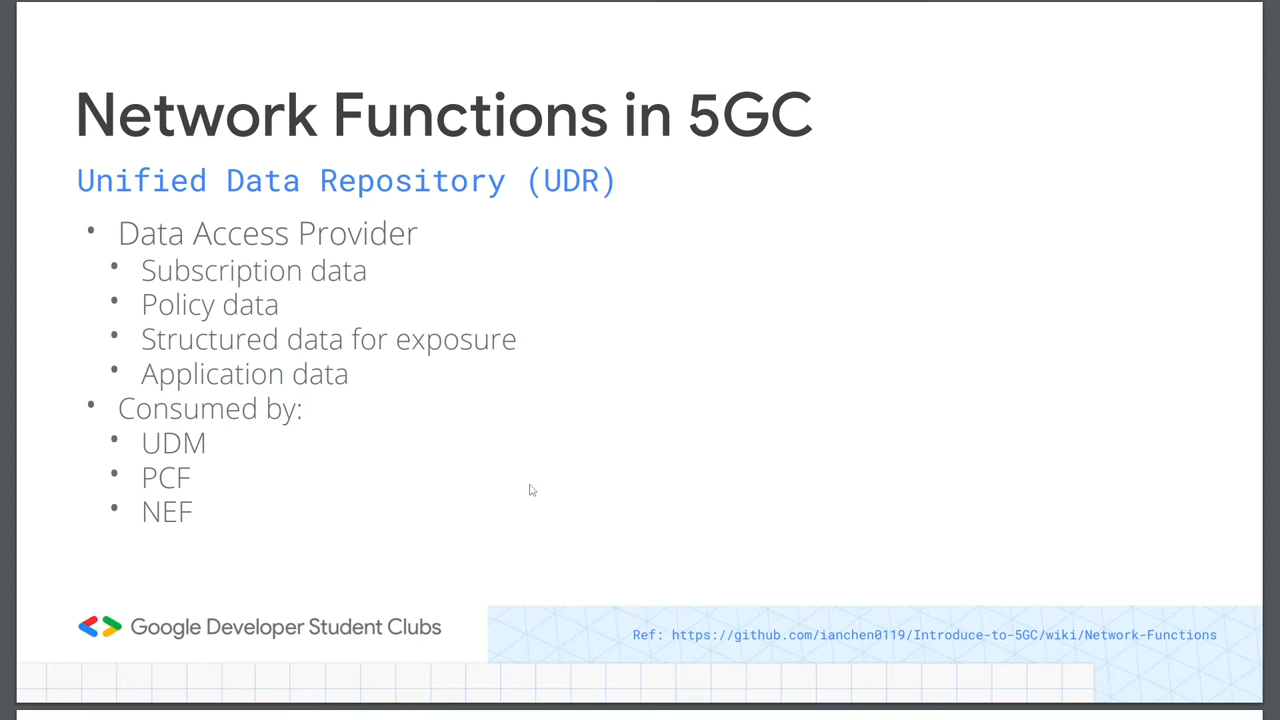 Network Functions in 5GC
Unified Data Repository (UDR)
• Data Access Provider
• Subscription data
• Policy data
• Structured data for exposure
• Application data
• Consumed by:
• UDM
• PCF
• NEF
Google Developer Student Clubs
Ref: https://github.com/ianchen0119/Introduce-to-5GC/wiki/Network-Functions